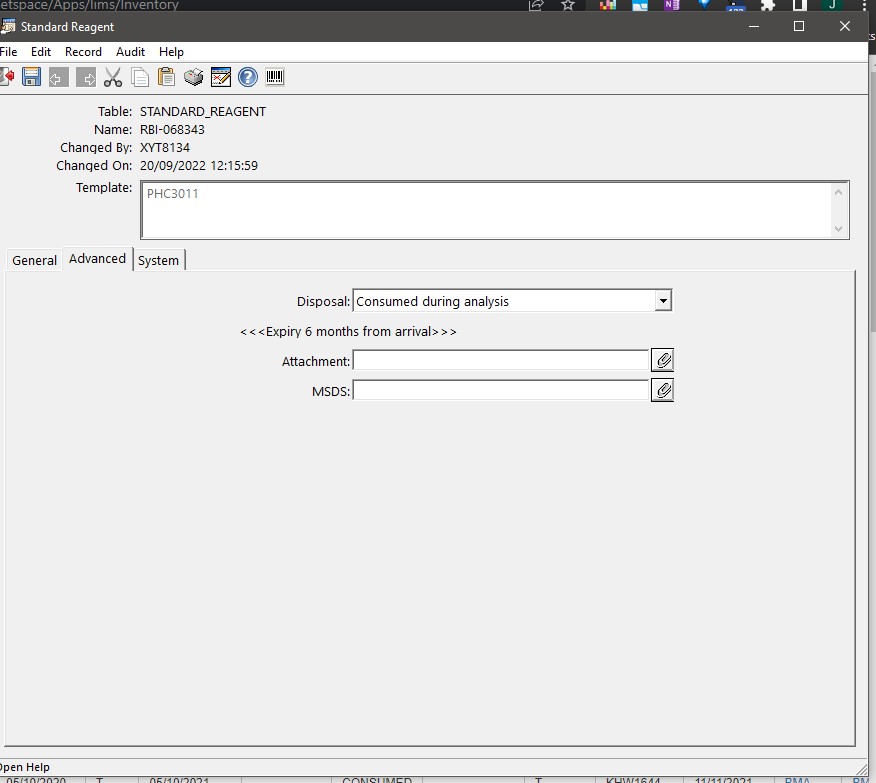 etspace/Apps/lims/Inventory
Standard Reagent
File Edit Record Audit Help
Table: STANDARD_REAGENT
Name: RBI-068343
Changed By: XYT8134
Changed On: 20/09/2022 12:15:59
Template: PHC3011
General Advanced System
Disposal: Consumed during analysis
<<<Expiry 6 months from arrival>>>
Attachment:
MSDS:
Open Help
05/10/2020 T 05/10/2021 CONSUMED T KHW1644 11/11/2021 RMA